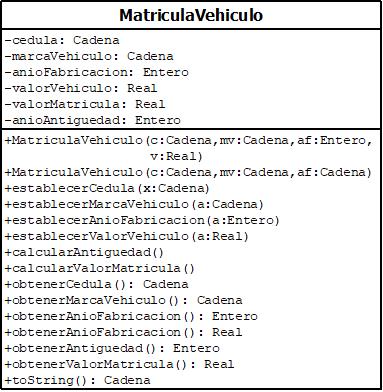 MatriculaVehiculo
-cedula: Cadena
-marcaVehiculo: Cadena
-anioFabricacion: Entero
-valorVehiculo: Real
-valorMatricula: Real
-anioAntiguedad: Entero
+MatriculaVehiculo(c:Cadena,mv:Cadena,af:Entero,
v:Real)
+MatriculaVehiculo(c:Cadena,mv:Cadena,af:Cadena)
+establecerCedula(x:Cadena)
+establecerMarcaVehiculo(a:Cadena)
+establecerAnioFabricacion(a:Entero)
+establecerValorVehiculo(a:Real)
+calcularAntiguedad()
+calcularValorMatricula()
+obtenerCedula(): Cadena
+obtenerMarcaVehiculo(): Cadena
+obtenerAnioFabricacion(): Entero
+obtenerAnioFabricacion(): Real
+obtenerAntiguedad(): Entero
+obtenerValorMatricula(): Real
+toString(): Cadena